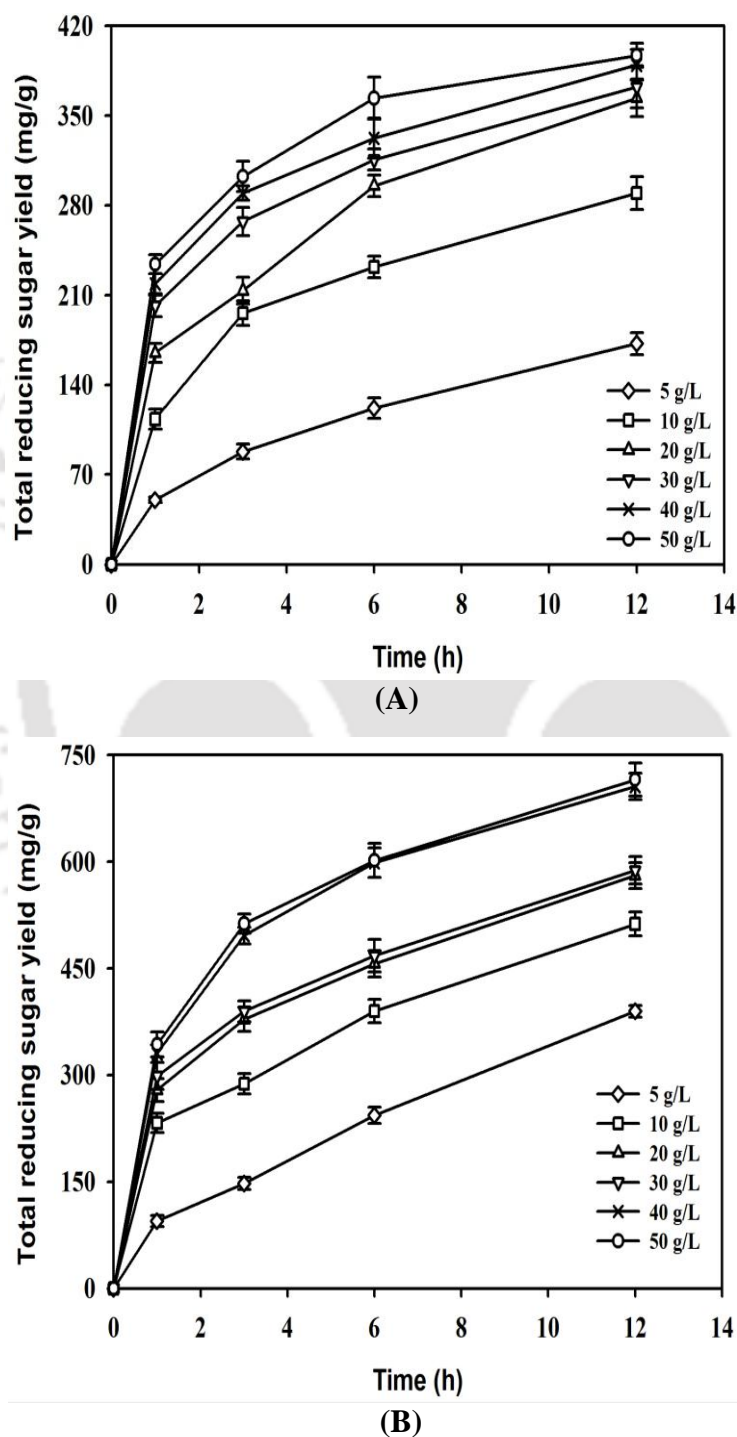 420
350
280
210
140
70
0
Total reducing sugar yield (mg/g)
5 g/L
10 g/L
20 g/L
30 g/L
40 g/L
50 g/L
0 2 4 6 8 10 12 14
Time (h)
(A)
750
600
450
300
150
0
Total reducing sugar yield (mg/g)
5 g/L
10 g/L
20 g/L
30 g/L
40 g/L
50 g/L
0 2 4 6 8 10 12 14
Time (h)
(B)